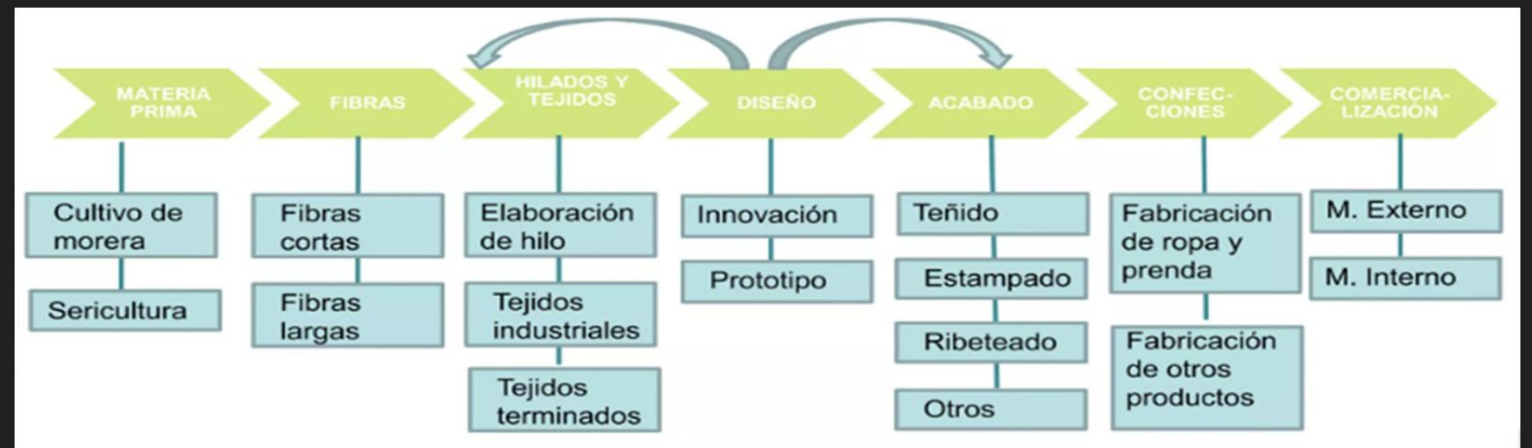 MATERIA
PRIMA
FIBRAS
HILADOS Y
TEJIDOS
DISEÑO
ACABADO
CONFEC-
CIONES
COMERCIA-
LIZACIÓN
Cultivo de
morera
Sericultura
Fibras
cortas
Fibras
largas
Elaboración
de hilo
Tejidos
industriales
Tejidos
terminados
Innovación
Prototipo
Teñido
Estampado
Ribeteado
Otros
Fabricación
de ropa y
prenda
Fabricación
de otros
productos
M. Externo
M. Interno